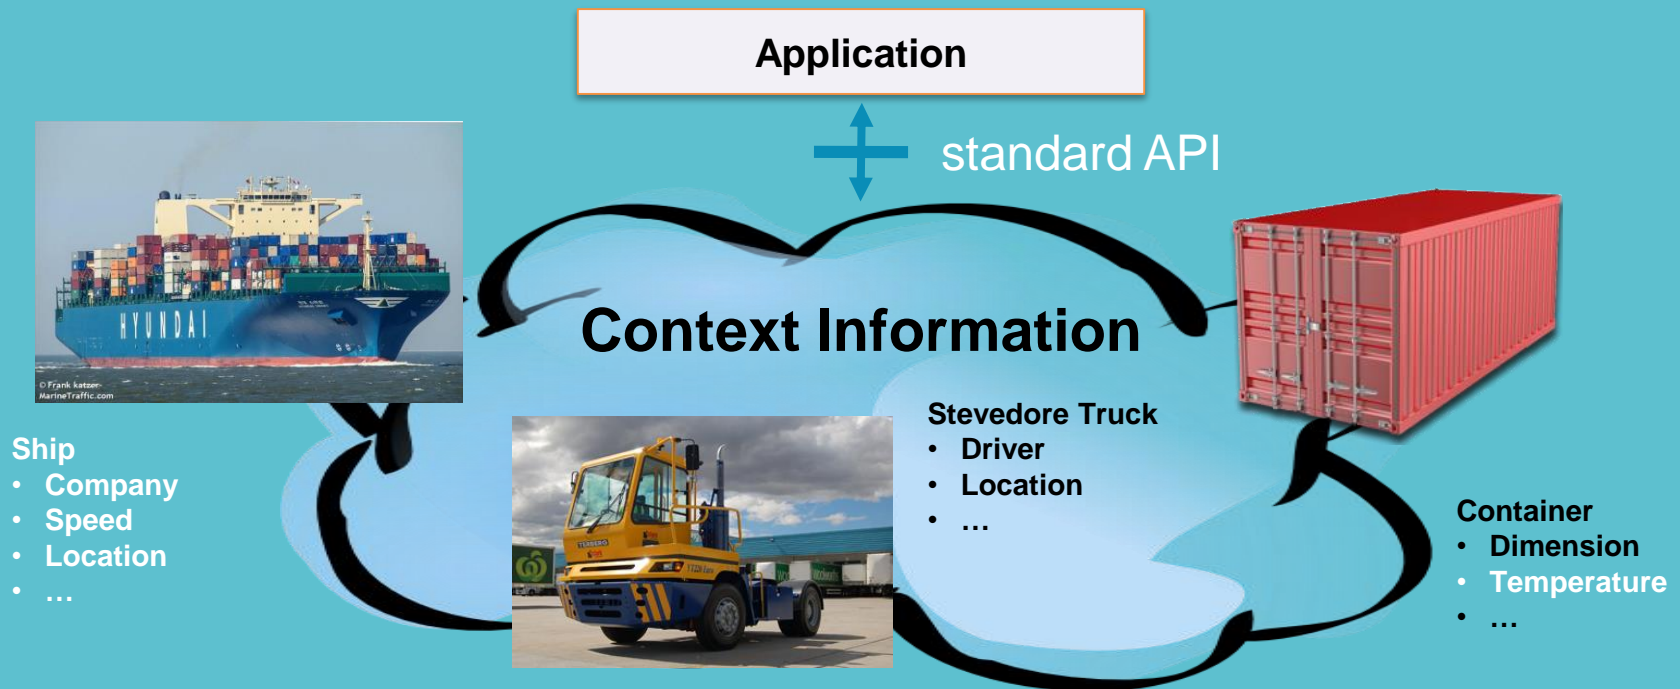 Application
standard API
HYUNDAI
© Frank katzer
MarineTraffic.com
Context Information
Ship
• Company
• Speed
• Location
• …
TERBERG
Stevedore Truck
• Driver
• Location
• …
Container
• Dimension
• Temperature
• …